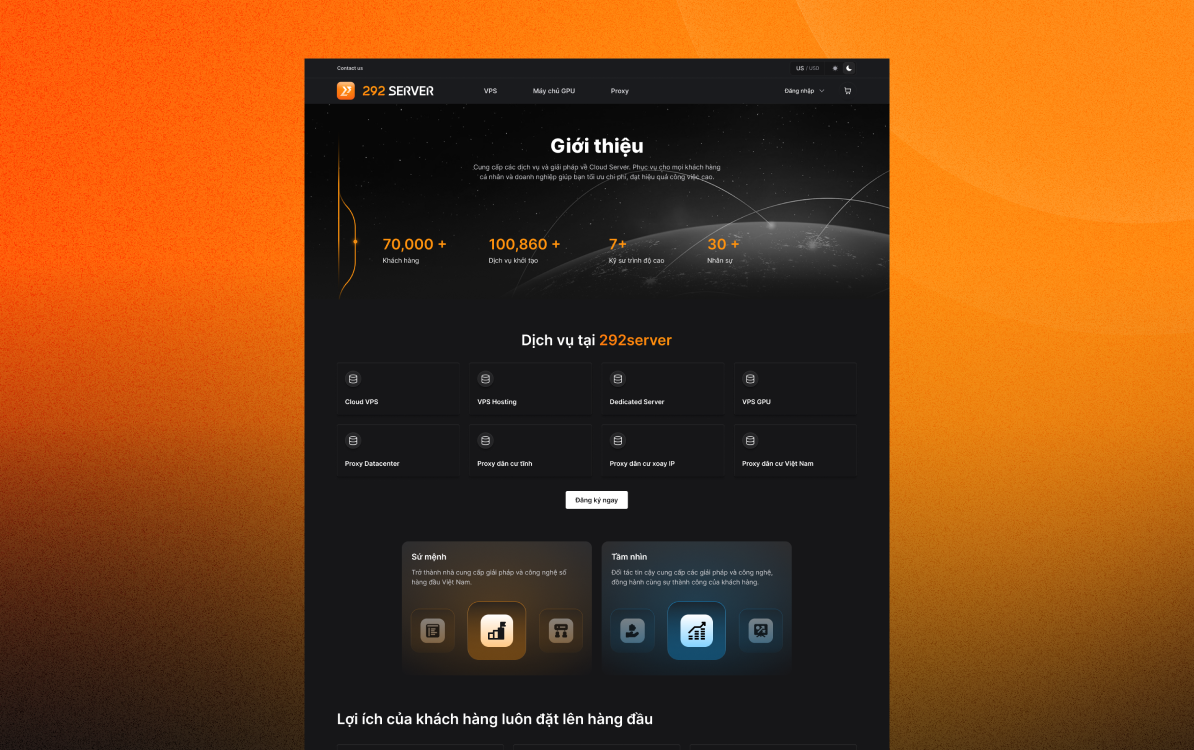 Contact us
US / USD
292 SERVER
VPS
Máy chủ GPU
Proxy
Đăng nhập
Giới thiệu
Cung cấp các dịch vụ và giải pháp về Cloud Server. Phục vụ cho mọi khách hàng
cá nhân và doanh nghiệp giúp bạn tối ưu chi phí, đạt hiệu quả công việc cao.
70,000 +
100,860 +
7+
30 +
Khách hàng
Dịch vụ khởi tạo
Kỹ sư trình độ cao
Nhân sự
Dịch vụ tại 292server
Cloud VPS
VPS Hosting
Dedicated Server
VPS GPU
Proxy Datacenter
Proxy dân cư tĩnh
Proxy dân cư xoay IP
Proxy dân cư Việt Nam
Đăng ký ngay
Sứ mệnh
Trở thành nhà cung cấp giải pháp và công nghệ số
hàng đầu Việt Nam.
Tầm nhìn
Đối tác tin cậy cung cấp các giải pháp và công nghệ,
đồng hành cùng sự thành công của khách hàng.
Lợi ích của khách hàng luôn đặt lên hàng đầu